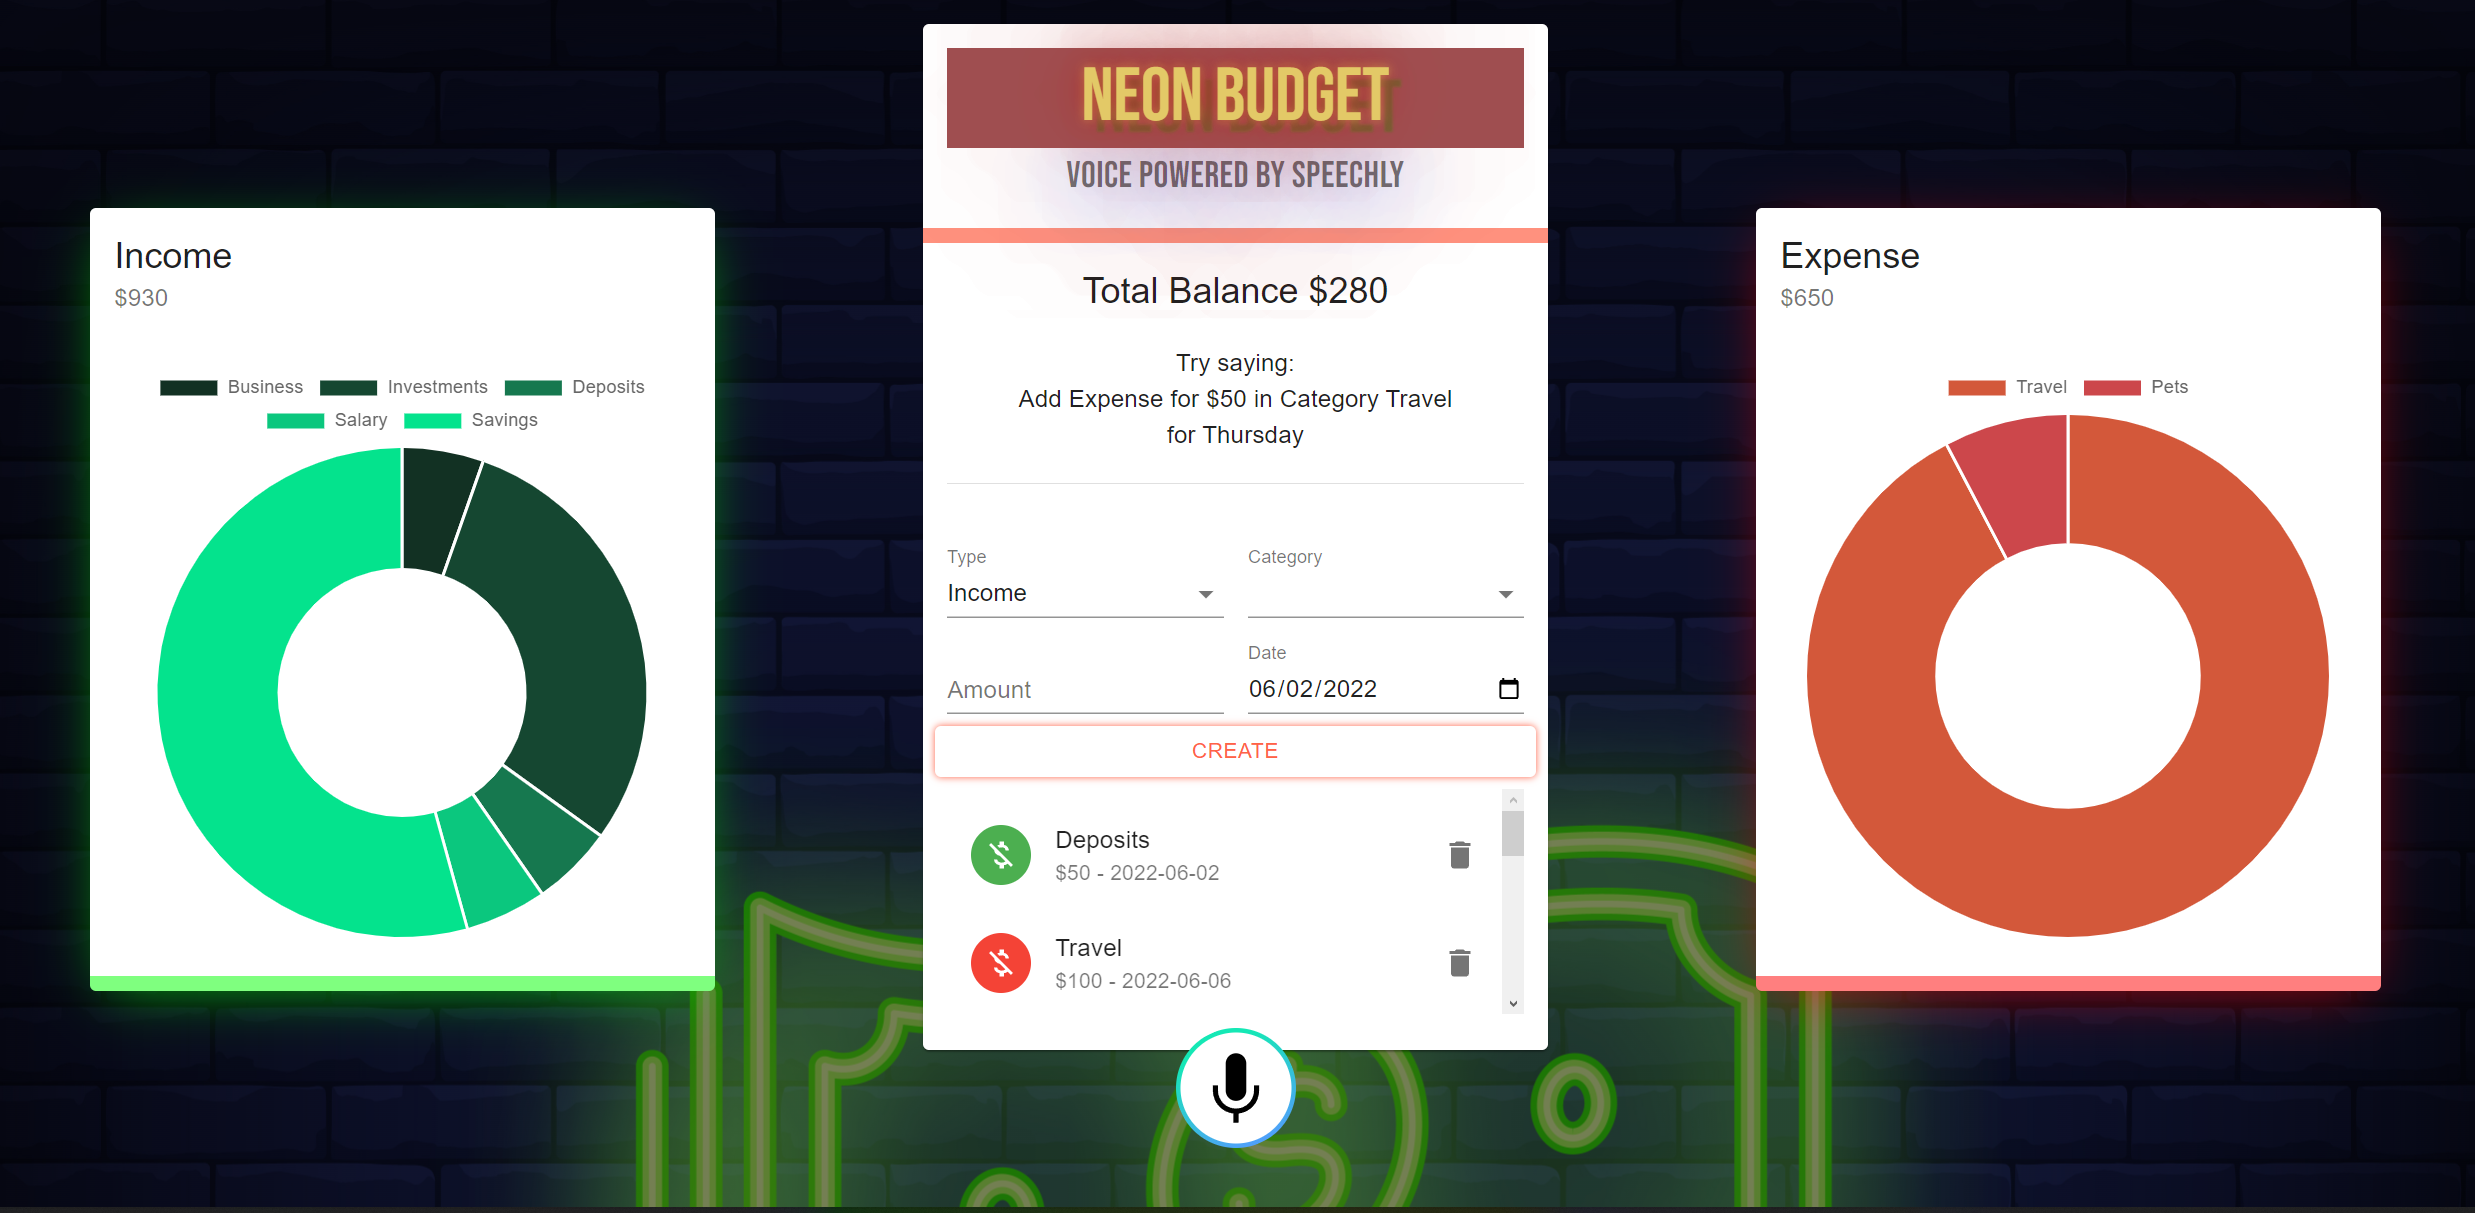 NEON BUDGET
VOICE POWERED BY SPEECHLY
Income
$930
Business Investments Deposits
Salary Savings
Total Balance $280
Try saying:
Add Expense for $50 in Category Travel
for Thursday
Type Category
Income
Date
Amount 06/02/2022
CREATE
Deposits
$50 - 2022-06-02
Travel
$100 - 2022-06-06
Expense
$650
Travel Pets